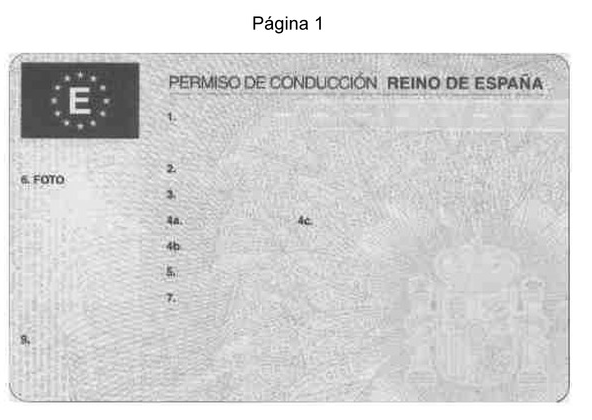 Página 1
E
PERMISO DE CONDUCCIÓN REINO DE ESPAÑA
1.
2.
6. FOTO
3.
4a. 4c.
4b
5.
7.
9.